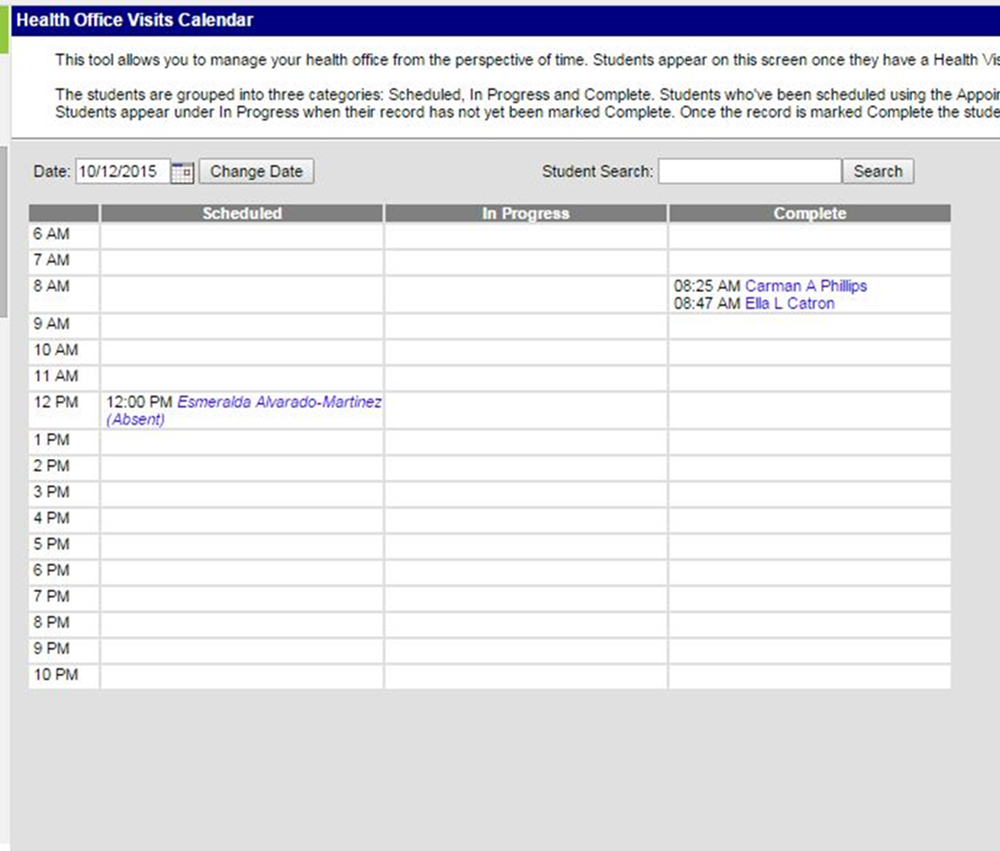 Health Office Visits Calendar
This tool allows you to manage your health office from the perspective of time. Students appear on this screen once they have a Health
The students are grouped into three categories: Scheduled, In Progress and Complete. Students who've been scheduled using the
Students appear under In Progress when their record has not yet been marked Complete. Once the record is marked Complete the
Date: 10/12/2015 Change Date Student Search: Search
Scheduled In Progress Complete
6 AM
7 AM
8 AM 08:25 AM Carman A Phillips
08:47 AM Ella L Catron
9 AM
10 AM
11 AM
12 PM 12:00 PM Esmeralda Alvarado-Martinez
(Absent)
1 PM
2 PM
3 PM
4 PM
5 PM
6 PM
7 PM
8 PM
9 PM
10 PM